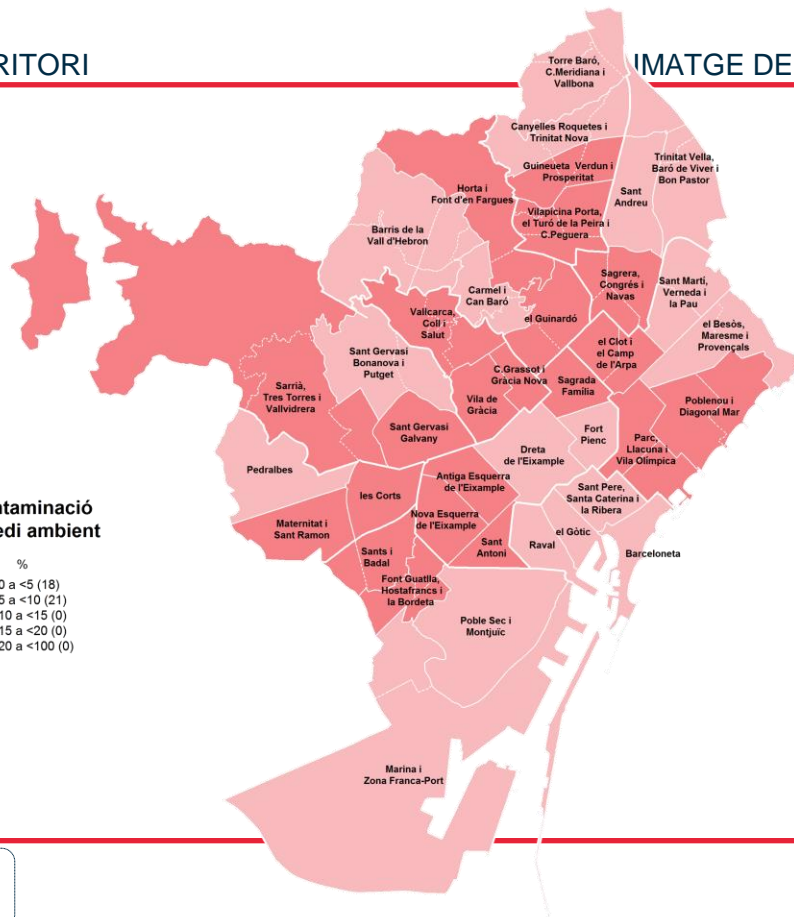 RITORI
IMATGE DE
Torre Baró,
C.Meridiana i
Vallbona
Canyelles Roquetes i
Trinitat Nova
Guineueta Verdun i
Prosperitat
Trinitat Vella,
Baró de Viver i
Bon Pastor
Sant
Andreu
Horta i
Font d'en Fargues
Vilapicina Porta,
el Turó de la Peira i
C.Peguera
Barris de la
Vall d'Hebron
Sagrera,
Congrés i
Navas
Sant Martí,
Verneda i
la Pau
Carmel i
Can Baró
Vallcarca,
Coll i
Salut
el Guinardó
el Besòs,
Maresme i
Provençals
el Clot i
el Camp
de l'Arpa
Sant Gervasi
Bonanova i
Putget
C.Grassot i
Gràcia Nova
Sagrada
Família
Sarrià,
Tres Torres i
Vallvidrera
Vila de
Gràcia
Poblenou i
Diagonal Mar
Sant Gervasi
Galvany
Fort
Pienc
Parc,
Llacuna i
Vila Olímpica
Dreta
de l'Eixample
Pedralbes
Antiga Esquerra
de l'Eixample
Sant Pere,
Santa Caterina i
la Ribera
les Corts
Nova Esquerra
de l'Eixample
Maternitat i
Sant Ramon
el Gòtic
Sant
Antoni
Raval
Barceloneta
Sants i
Badal
Font Guatlla,
Hostafrancs i
la Bordeta
Poble Sec i
Montjuïc
Marina i
Zona Franca-Port
ntaminació
edi ambient
%
0 a <5 (18)
5 a <10 (21)
10 a <15 (0)
15 a <20 (0)
20 a <100 (0)